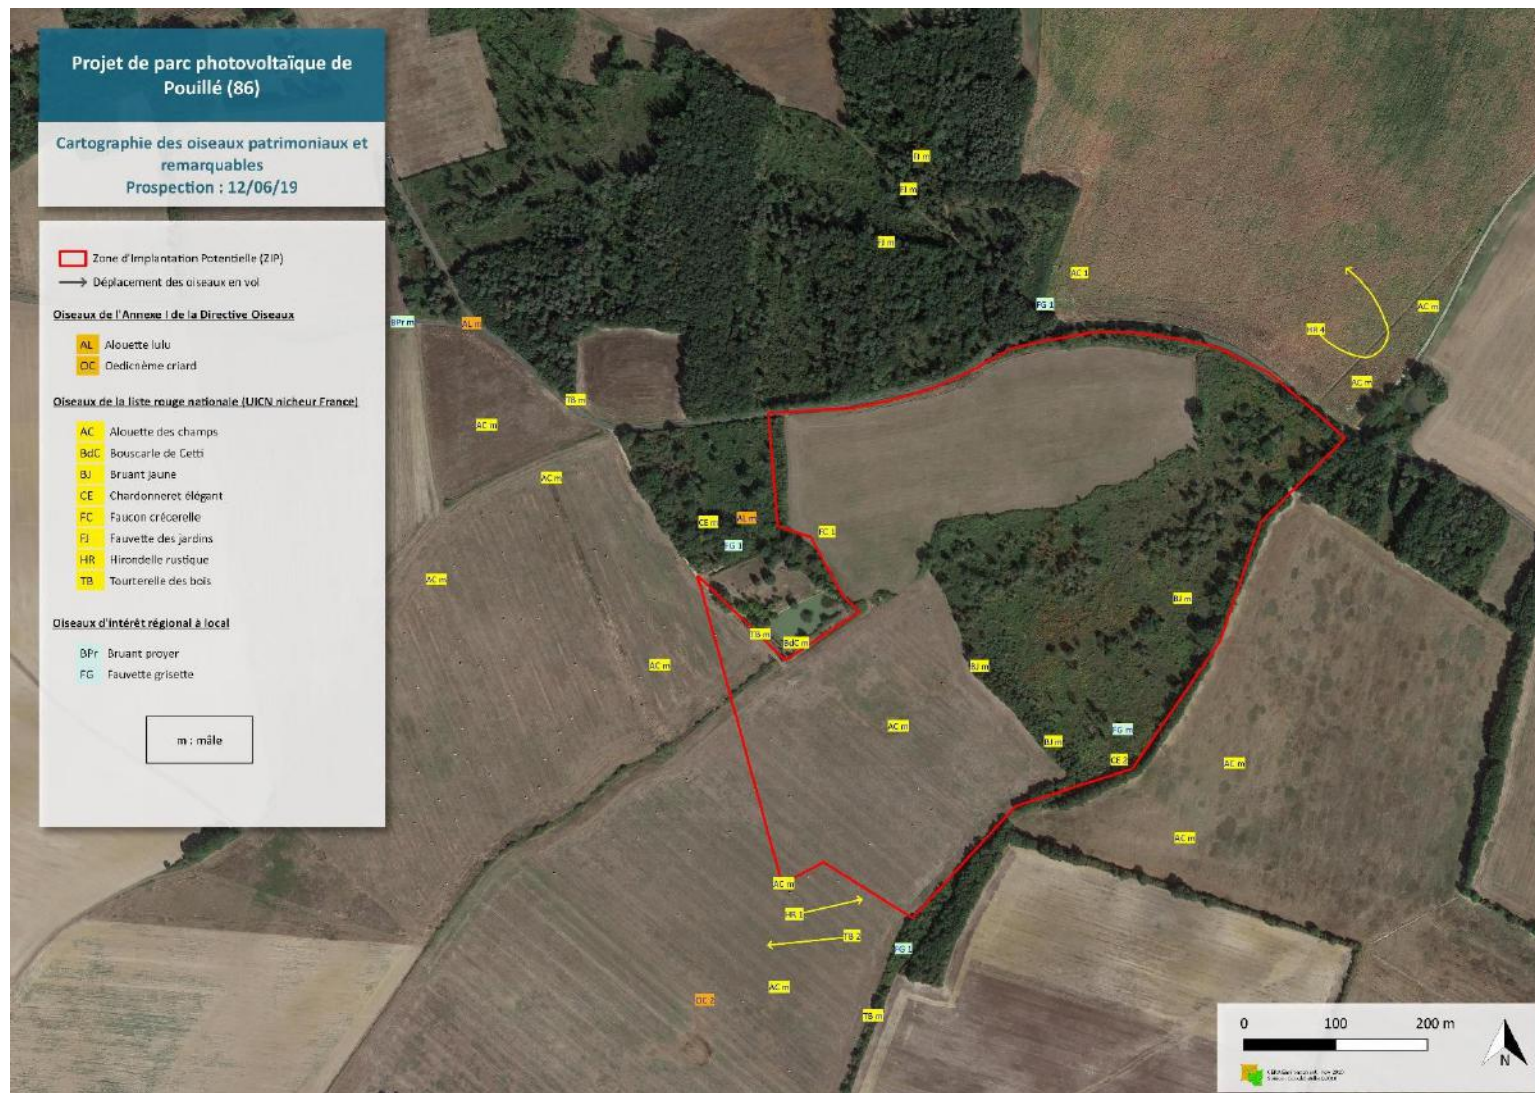 Projet de parc photovoltaïque de
Pouillé (86)
Cartographie des oiseaux patrimoniaux et
remarquables
Prospection : 12/06/19
Zone d'Implantation Potentielle (ZIP)
Déplacement des oiseaux en vol
Oiseaux de l'Annexe I de la Directive Oiseaux
AL Alouette lulu
OC Oedicnème criard
Oiseaux de la liste rouge nationale (UICN nicheur France)
AC Alouette des champs
BdC Bouscarle de Cetti
BJ Bruant jaune
CE Chardonneret élégant
FC Faucon crécerelle
FJ Fauvette des jardins
HR Hirondelle rustique
TB Tourterelle des bois
Oiseaux d'intérêt régional à local
BPr Bruant proyer
FG Fauvette grisette
m : mâle
FJ m
FJ m
FJ m
AC 1
FG 1
AC m
HR 4
AC m
BPr m
AL m
TB m
AC m
AC m
CE m
AL m
FC 1
FG 1
AC m
BJ m
TB m
BdC m
AC m
BJ m
AC m
FG m
BJ m
CE 2
AC m
AC m
AC m
HR 1
TB 2
FG 1
AC m
OC 2
TB m
0 100 200 m
N